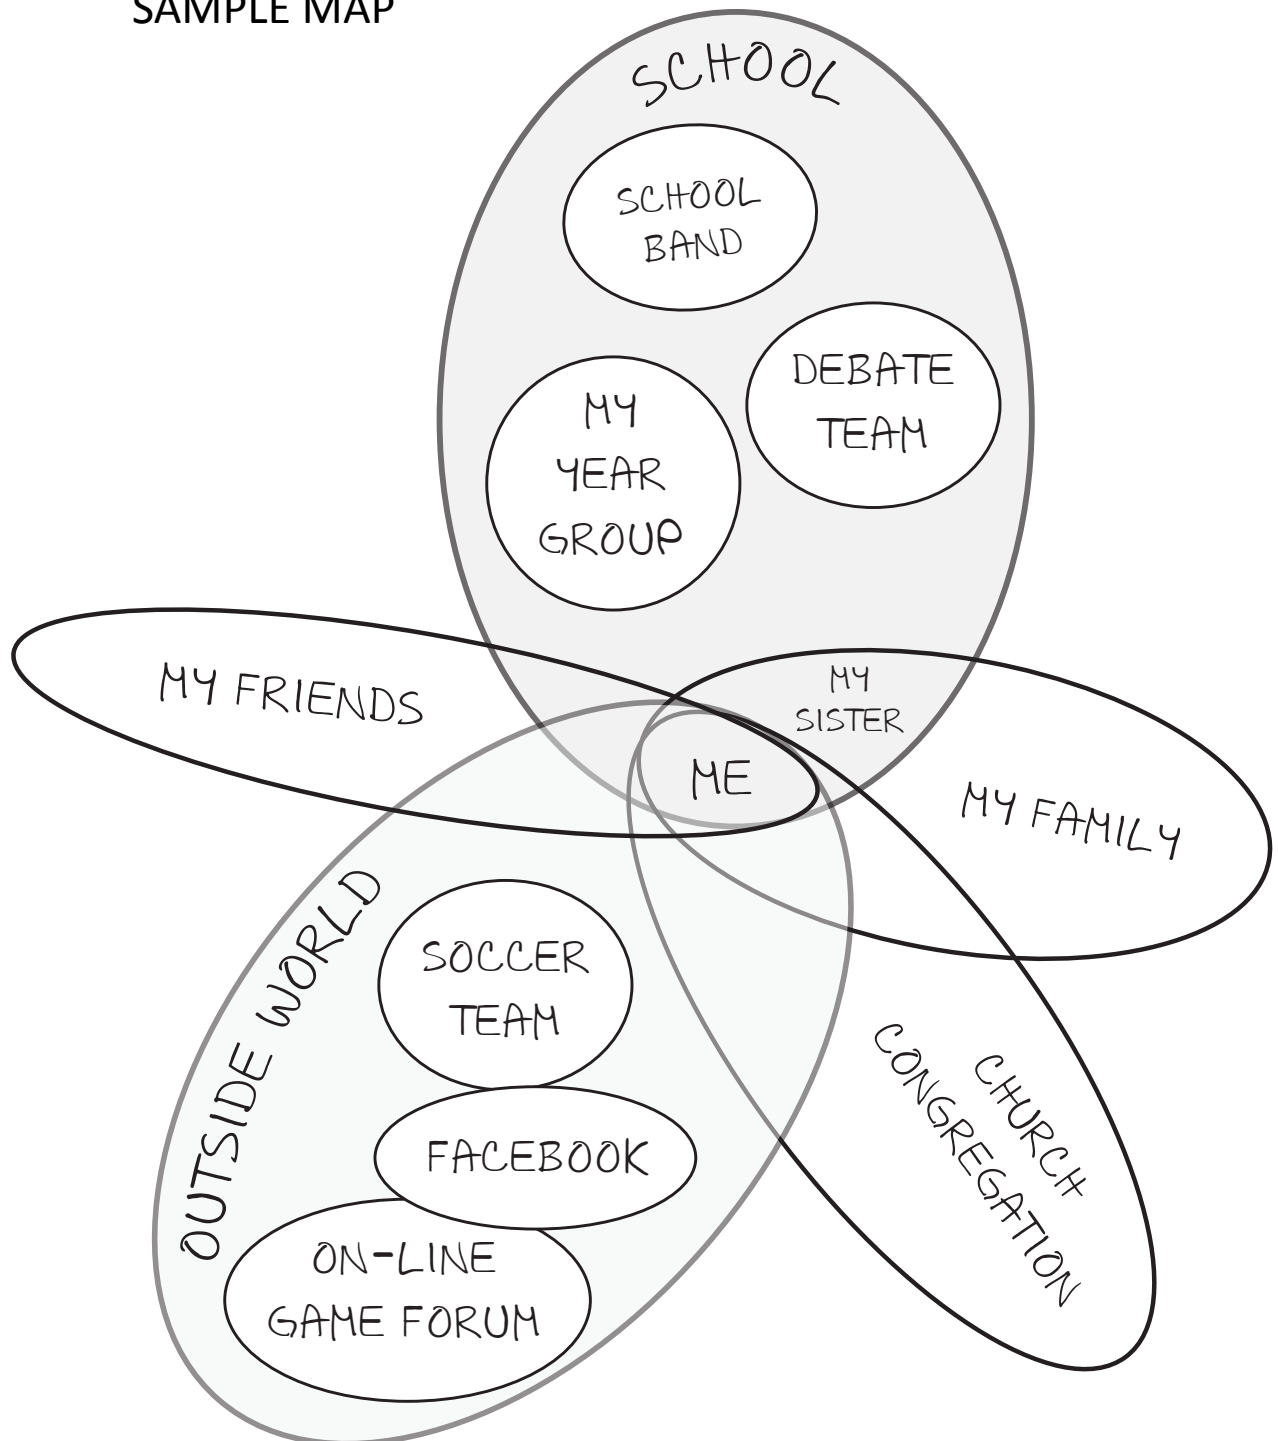 SAMPLE MAP
SCHOOL
SCHOOL
BAND
DEBATE
TEAM
MY
YEAR
GROUP
MY FRIENDS
MY
SISTER
ME
MY FAMILY
OUTSIDE WORLD
SOCCER
TEAM
FACEBOOK
ON-LINE
GAME FORUM
CHURCH
CONGREGATION